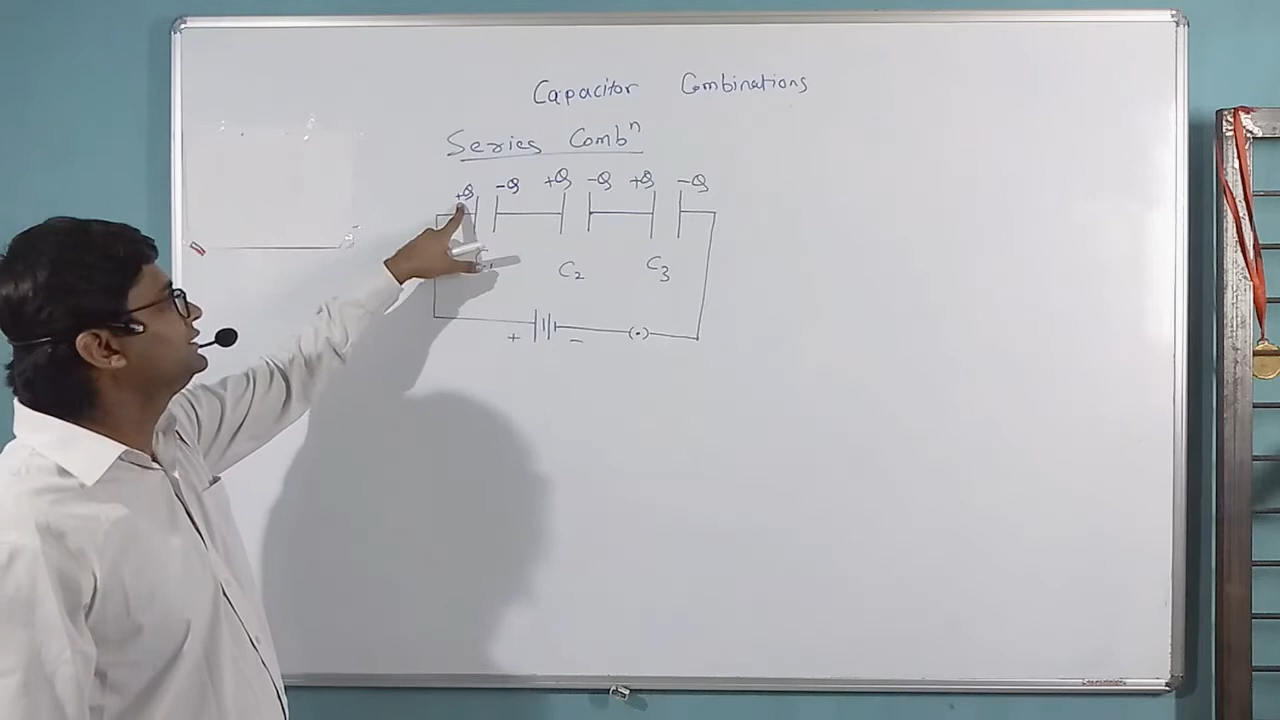 Capacitor Combinations
Series Combⁿ
+Q -Q +Q -Q +Q -Q
C₂ C₃
+ -